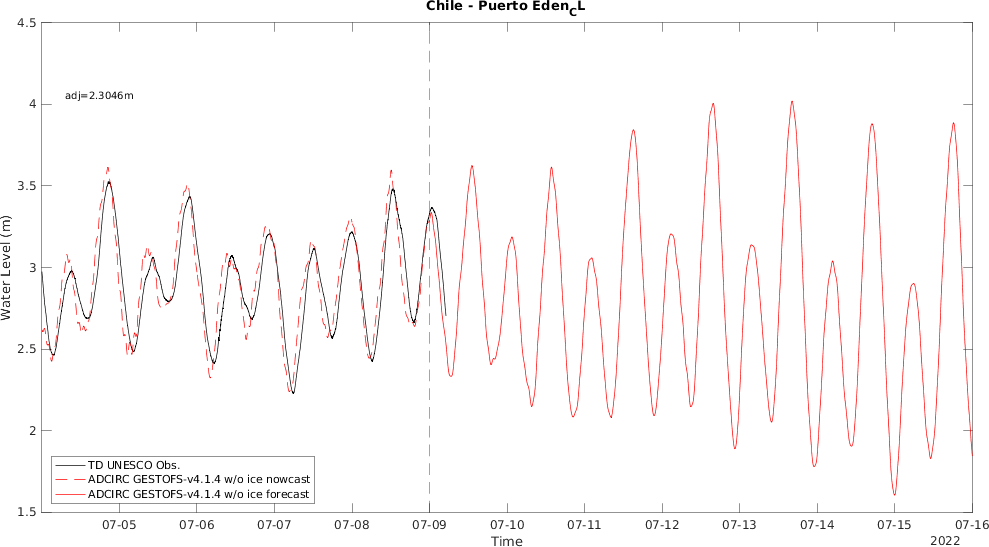 Chile - Puerto Eden_CL
4.5
adj=2.3046m
4
3.5
3
2.5
2
1.5
Water Level (m)
TD UNESCO Obs.
ADCIRC GESTOFS-v4.1.4 w/o ice nowcast
ADCIRC GESTOFS-v4.1.4 w/o ice forecast
07-05 07-06 07-07 07-08 07-09 07-10 07-11 07-12 07-13 07-14 07-15 07-16
Time
2022